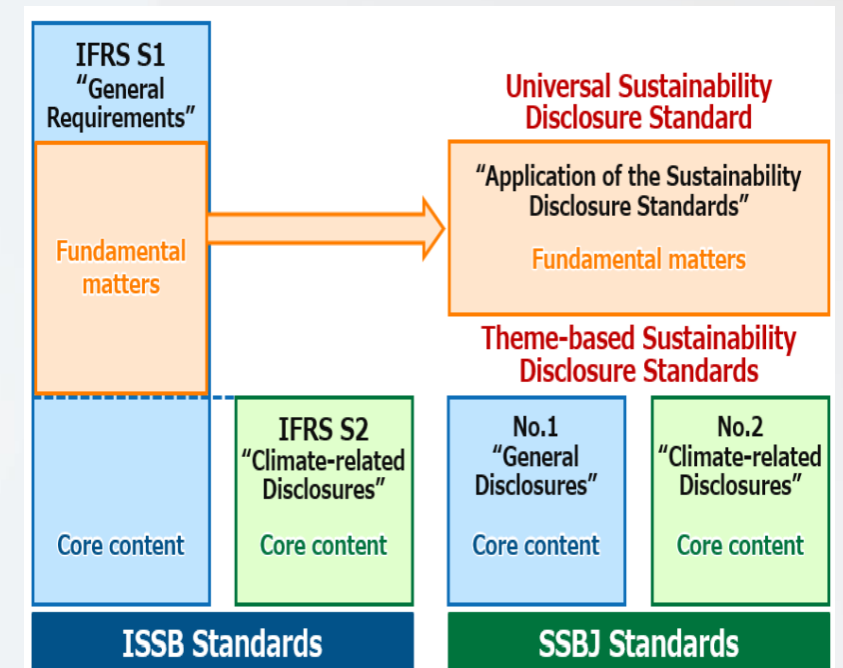 IFRS S1
“General
Requirements”
Fundamental
matters
Core content
IFRS S2
“Climate-related
Disclosures”
Core content
ISSB Standards
Universal Sustainability
Disclosure Standard
“Application of the Sustainability
Disclosure Standards”
Fundamental matters
Theme-based Sustainability
Disclosure Standards
No.1
“General
Disclosures”
Core content
No.2
“Climate-related
Disclosures”
Core content
SSBJ Standards